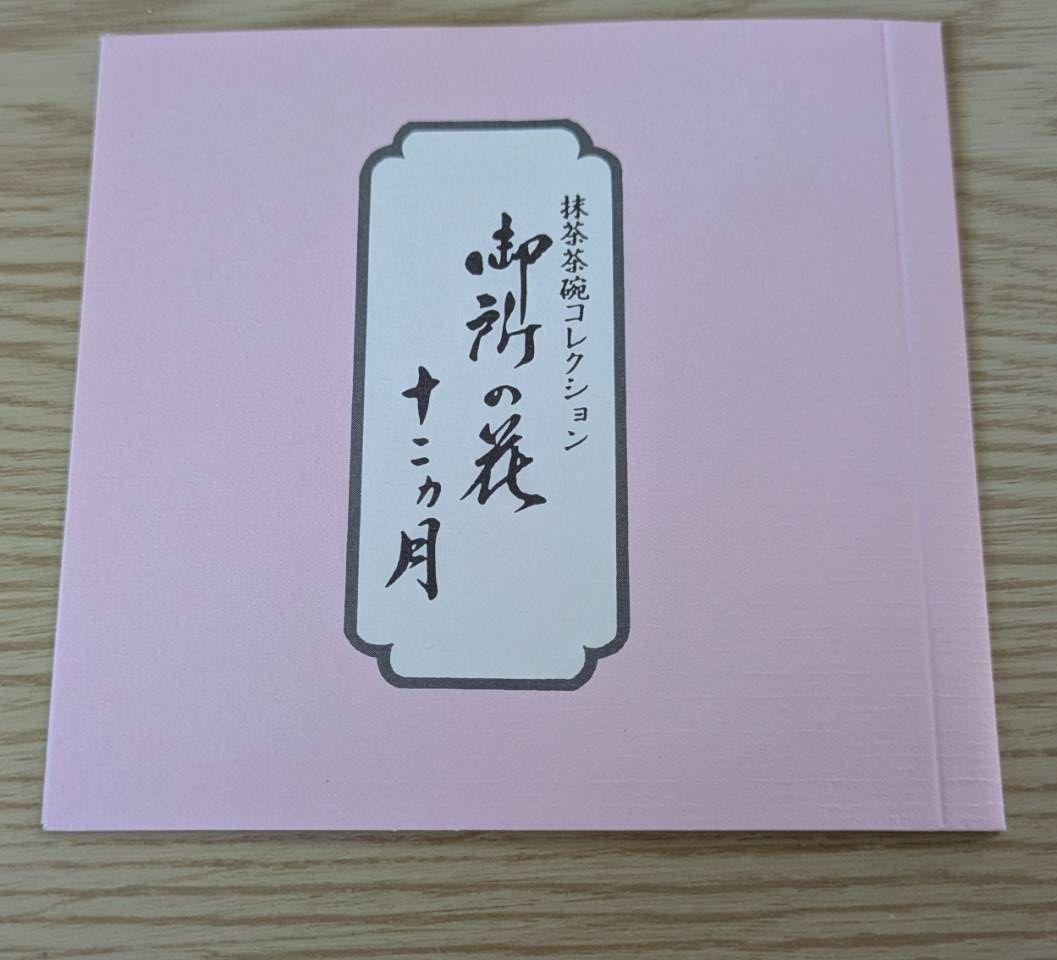 抹茶茶碗コレクション
御所の花
十二ヵ月